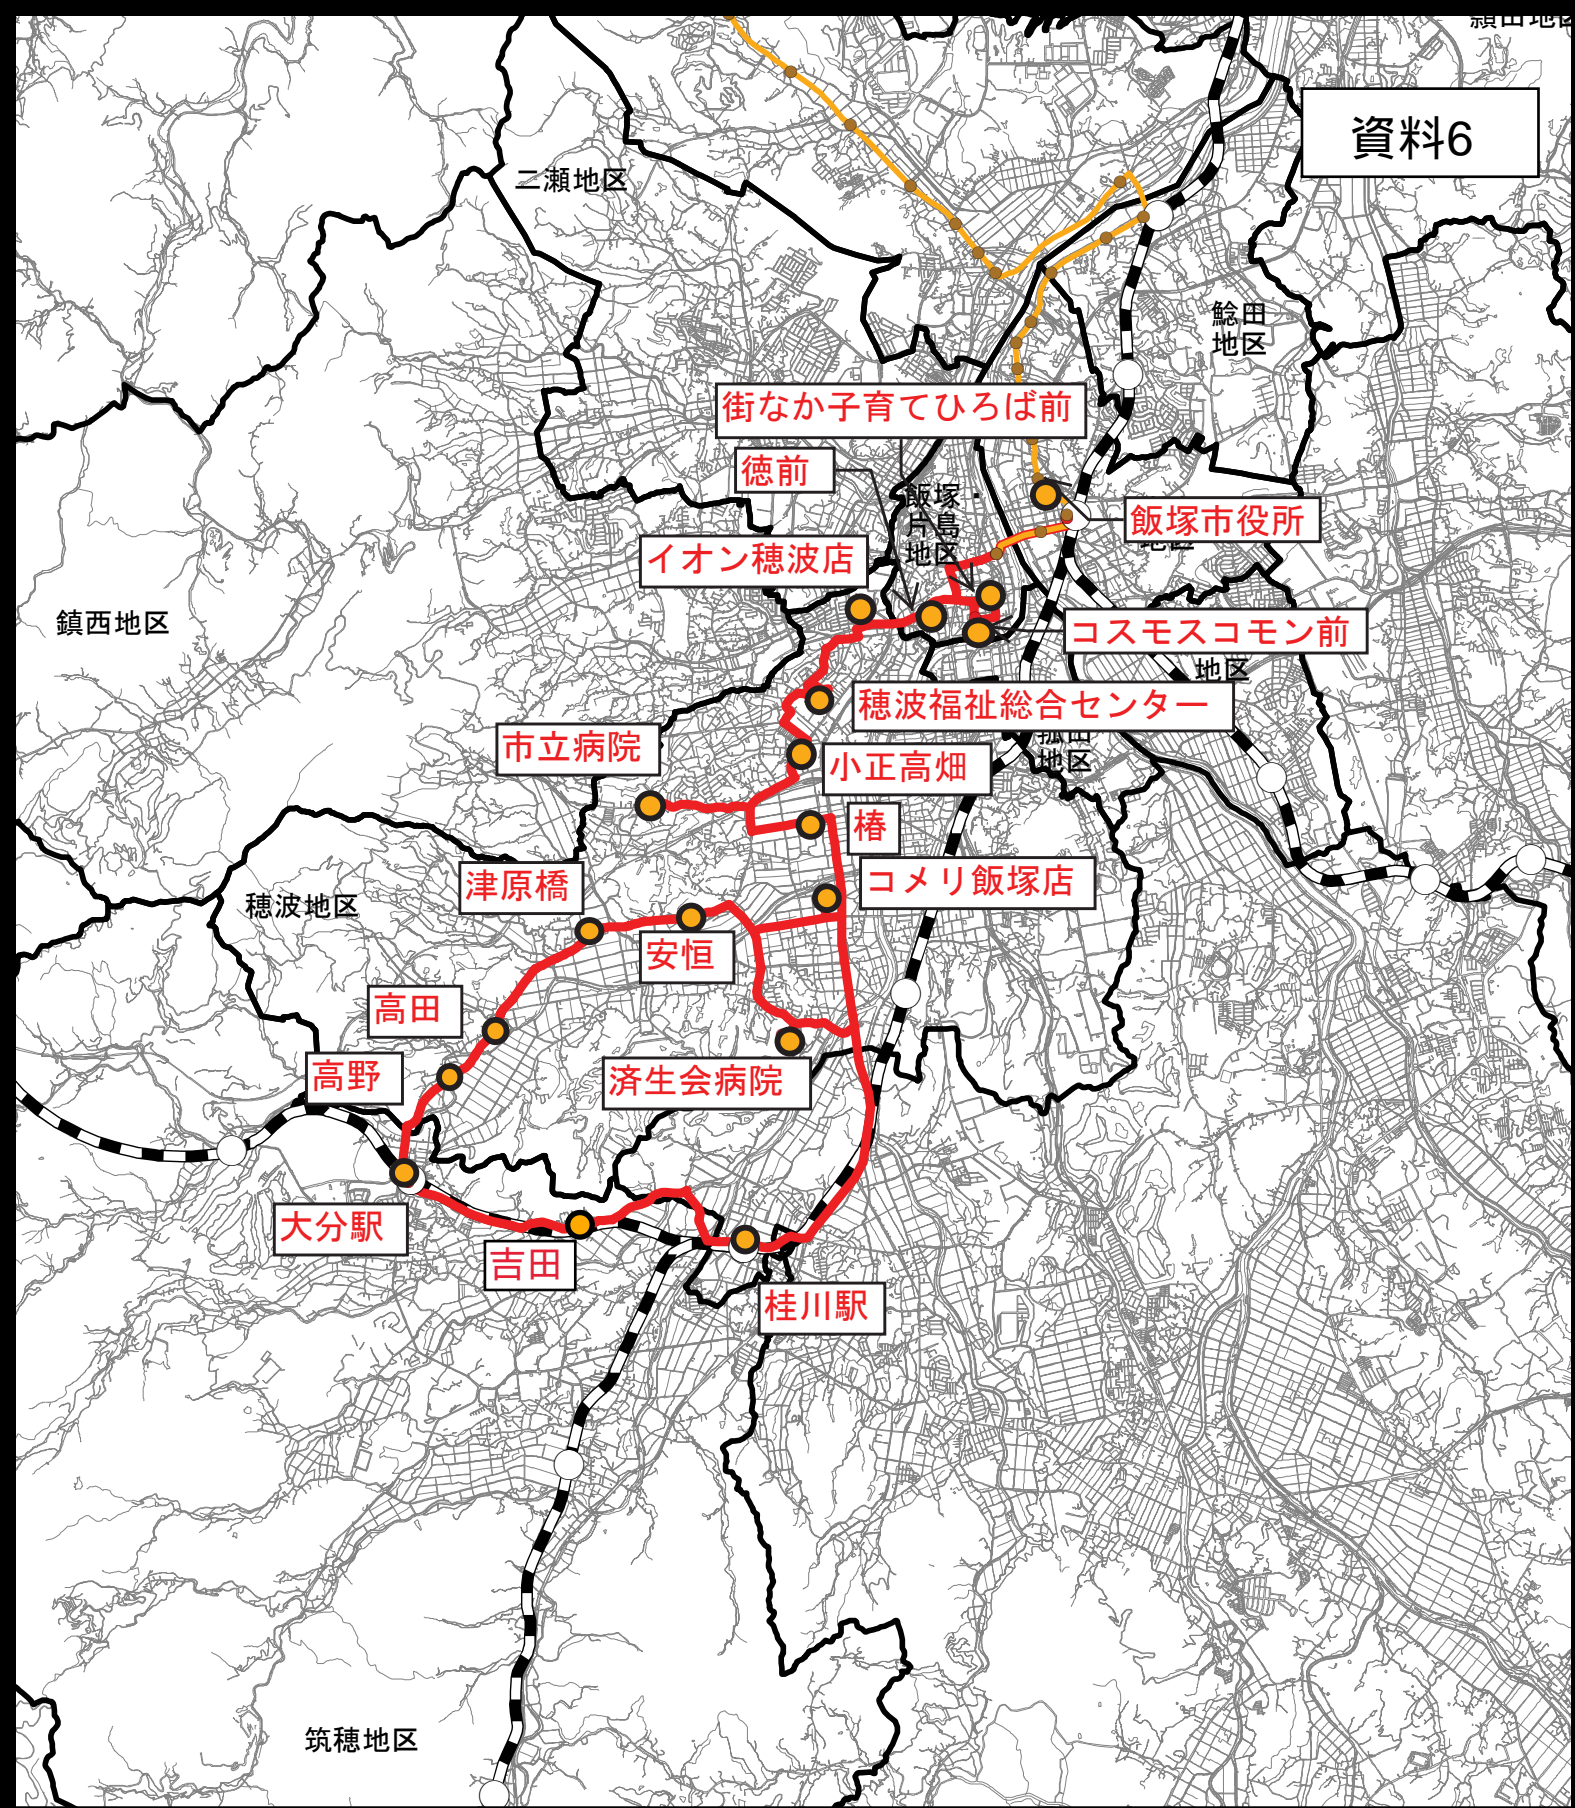 資料6
二瀬地区
鯰田
地区
街なか子育てひろば前
徳前
飯塚・
片島
地区
飯塚市役所
イオン穂波店
鎮西地区
コスモスコモン前
地区
穂波福祉総合センター
市立病院
地区
小正高畑
椿
津原橋
コメリ飯塚店
穂波地区
安恒
高田
高野
済生会病院
大分駅
吉田
桂川駅
筑穂地区